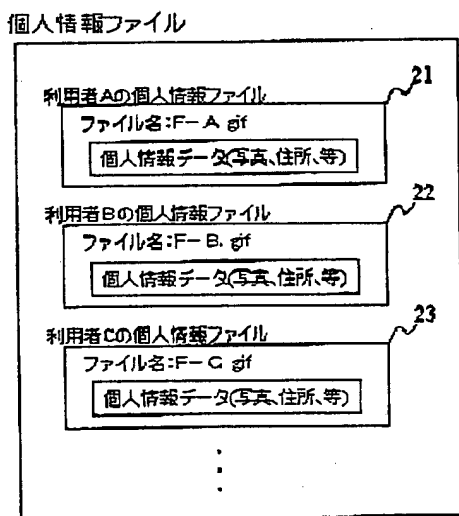 個人情報ファイル
21
利用者Aの個人情報ファイル
ファイル名:F-A gif
個人情報データ(写真、住所、等)
22
利用者Bの個人情報ファイル
ファイル名:F-B. gif
個人情報データ(写真、住所、等)
23
利用者Cの個人情報ファイル
ファイル名:F-C gif
個人情報データ(写真、住所、等)